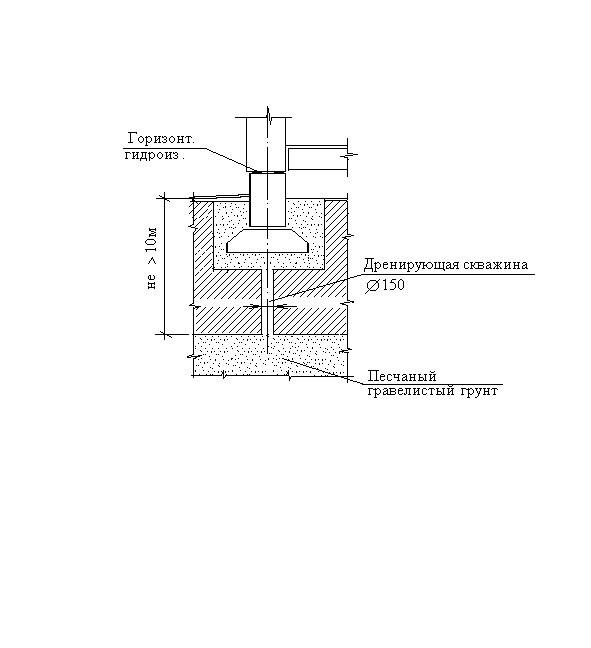 Горизонт.
гидроиз .
не > 10м
Дренирующая скважина
∅150
Песчаный
гравелистый грунт